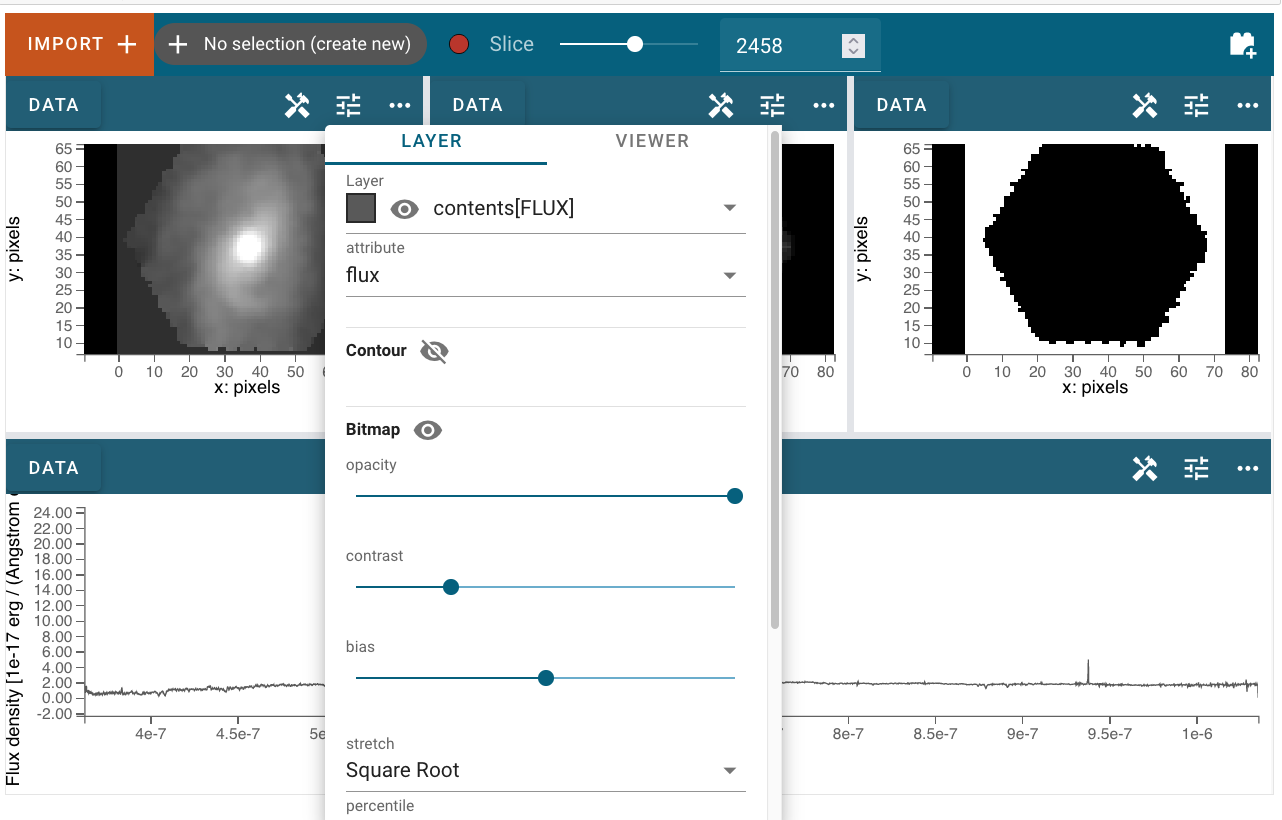 IMPORT
No selection (create new)
Slice
2458
DATA
DATA
DATA
LAYER
VIEWER
Layer
contents[FLUX]
attribute
flux
Contour
Bitmap
opacity
contrast
bias
stretch
Square Root
percentile
y: pixels
65
60
55
50
45
40
35
30
25
20
15
10
0 10 20 30 40 50
x: pixels
70 80
y: pixels
65
60
55
50
45
40
35
30
25
20
15
10
0 10 20 30 40 50 60 70 80
x: pixels
DATA
Flux density [1e-17 erg / (Angstrom
24.00
22.00
20.00
18.00
16.00
14.00
12.00
10.00
8.00
6.00
4.00
2.00
0.00
-2.00
4e-7 4.5e-7 5e
8e-7 8.5e-7 9e-7 9.5e-7 1e-6